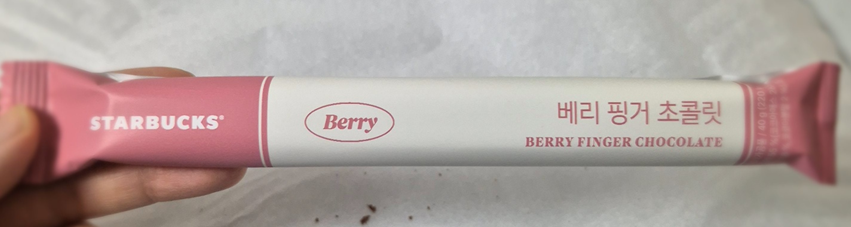 STARBUCKS®
Berry
베리 핑거 초콜릿
BERRY FINGER CHOCOLATE